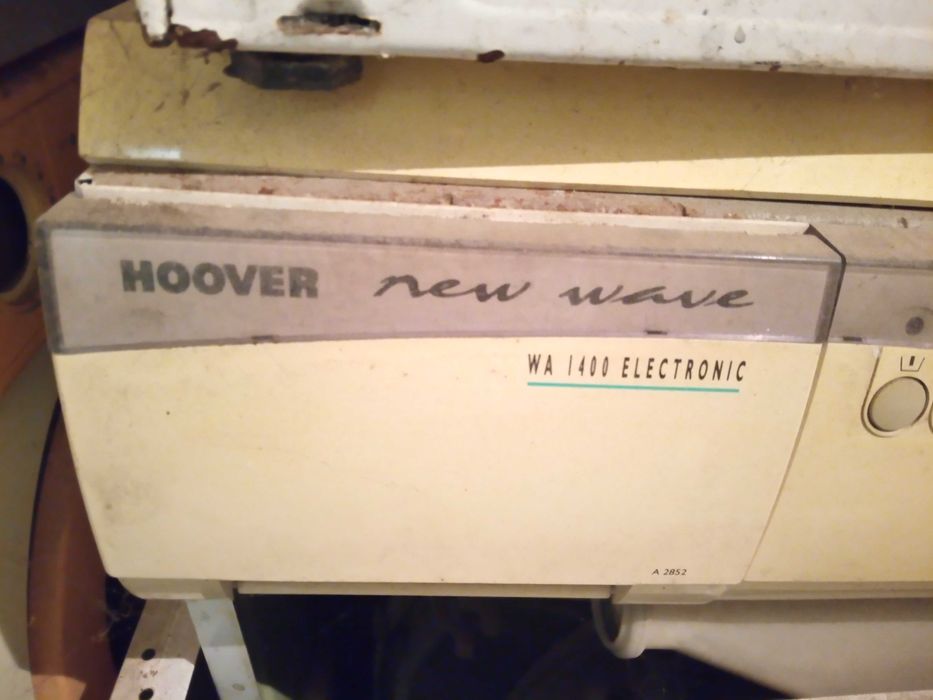 HOOVER new wave
WA 1400 ELECTRONIC
A 2852